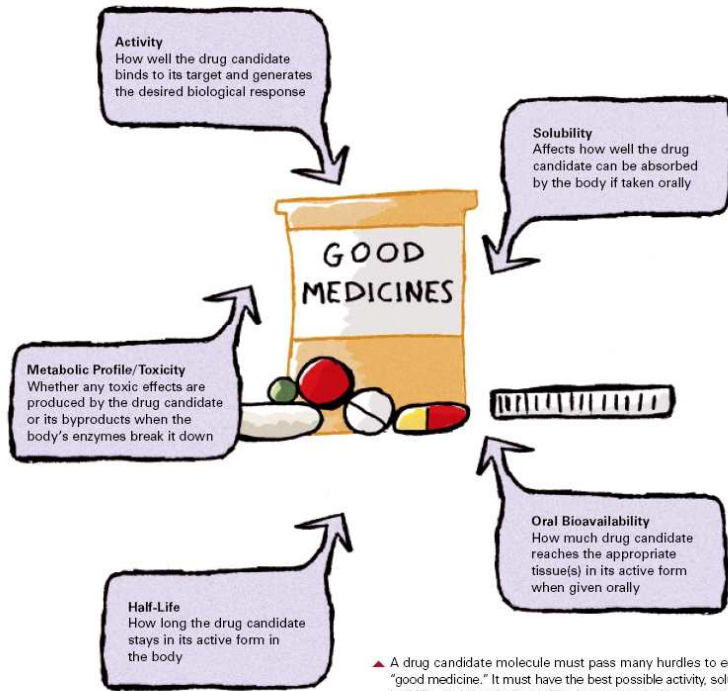 Activity
How well the drug candidate
binds to its target and generates
the desired biological response
Solubility
Affects how well the drug
candidate can be absorbed
by the body if taken orally
GOOD
MEDICINES
Metabolic Profile/Toxicity
Whether any toxic effects are
produced by the drug candidate
or its byproducts when the
body's enzymes break it down
Oral Bioavailability
How much drug candidate
reaches the appropriate
tissue(s) in its active form
when given orally
Half-Life
How long the drug candidate
stays in its active form in
the body
▲ A drug candidate molecule must pass many hurdles to
"good medicine." It must have the best possible activity,